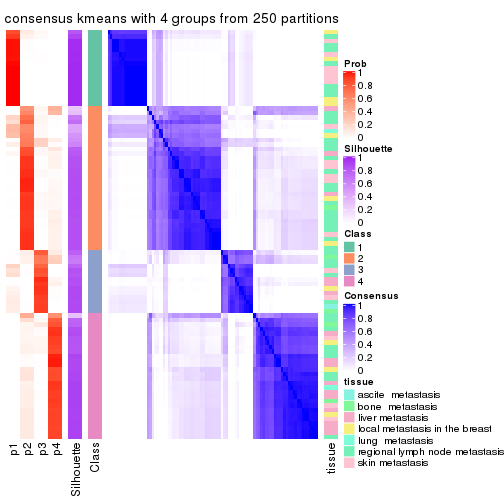 consensus kmeans with 4 groups from 250 partitions
p1
p2
p3
p4
Silhouette
Class
tissue
Prob
1
0.8
0.6
0.4
0.2
0
Silhouette
1
0.8
0.6
0.4
0.2
0
Class
1
2
3
4
Consensus
1
0.8
0.6
0.4
0.2
0
tissue
ascite metastasis
bone metastasis
liver metastasis
local metastasis in the breast
lung metastasis
regional lymph node metastasis
skin metastasis